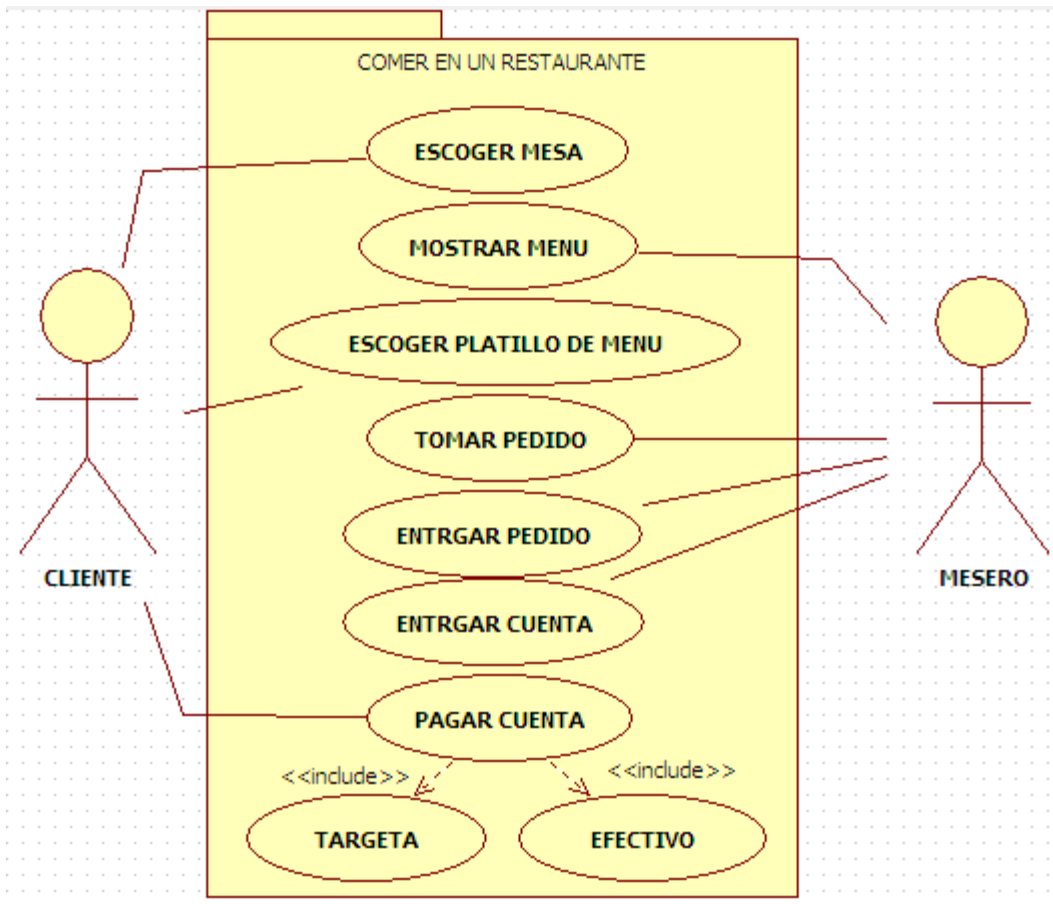 COMER EN UN RESTAURANTE
ESCOGER MESA
MOSTRAR MENU
ESCOGER PLATILLO DE MENU
TOMAR PEDIDO
ENTRGAR PEDIDO
CLIENTE
MESERO
ENTRGAR CUENTA
PAGAR CUENTA
<<include>>
<<include>>
TARGETA
EFECTIVO